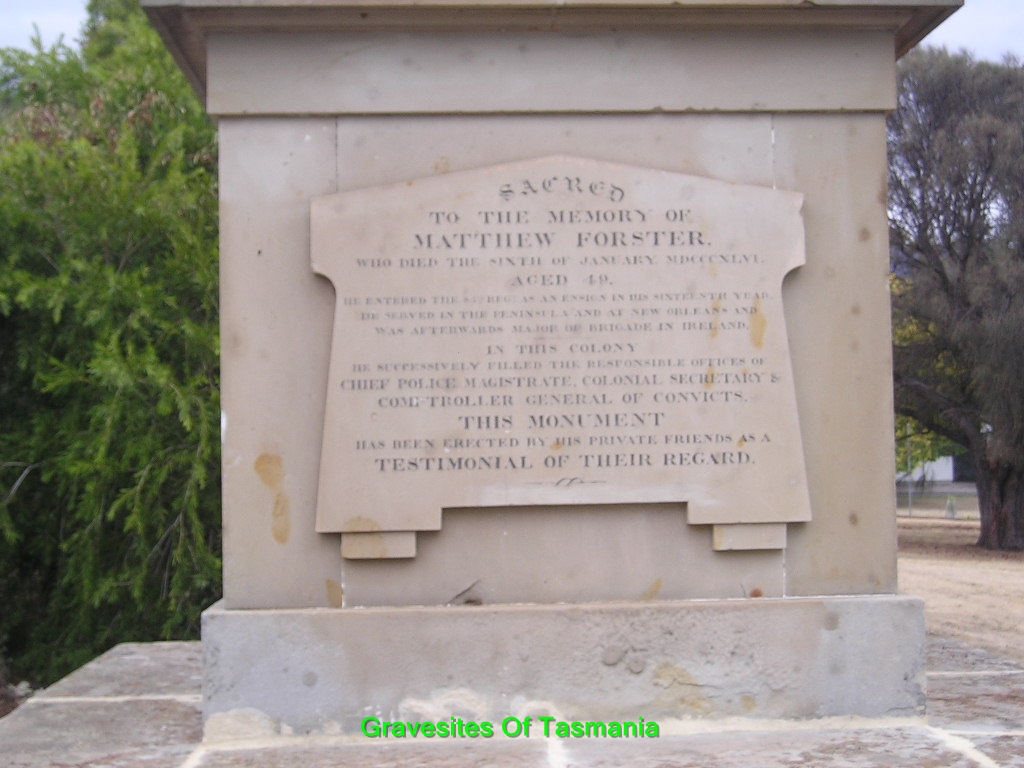 SACRED
TO THE MEMORY OF
MATTHEW FORSTER.
WHO DIED THE SIXTH OF JANUARY MDCCCXLVI.
AGED 49.
HE ENTERED THE REGT AS AN ENSIGN IN HIS SIXTEENTH YEAR.
HE SERVED IN THE PENINSULA AND AT NEW ORLEANS AND
WAS AFTERWARDS MAJOR OF BRIGADE IN IRELAND.
IN THIS COLONY
HE SUCCESSIVELY FILLED THE RESPONSIBLE OFFICES OF
CHIEF POLICE MAGISTRATE, COLONIAL SECRETARY &
COMPTROLLER GENERAL OF CONVICTS.
THIS MONUMENT
HAS BEEN ERECTED BY HIS PRIVATE FRIENDS AS A
TESTIMONIAL OF THEIR REGARD.
Gravesites Of Tasmania